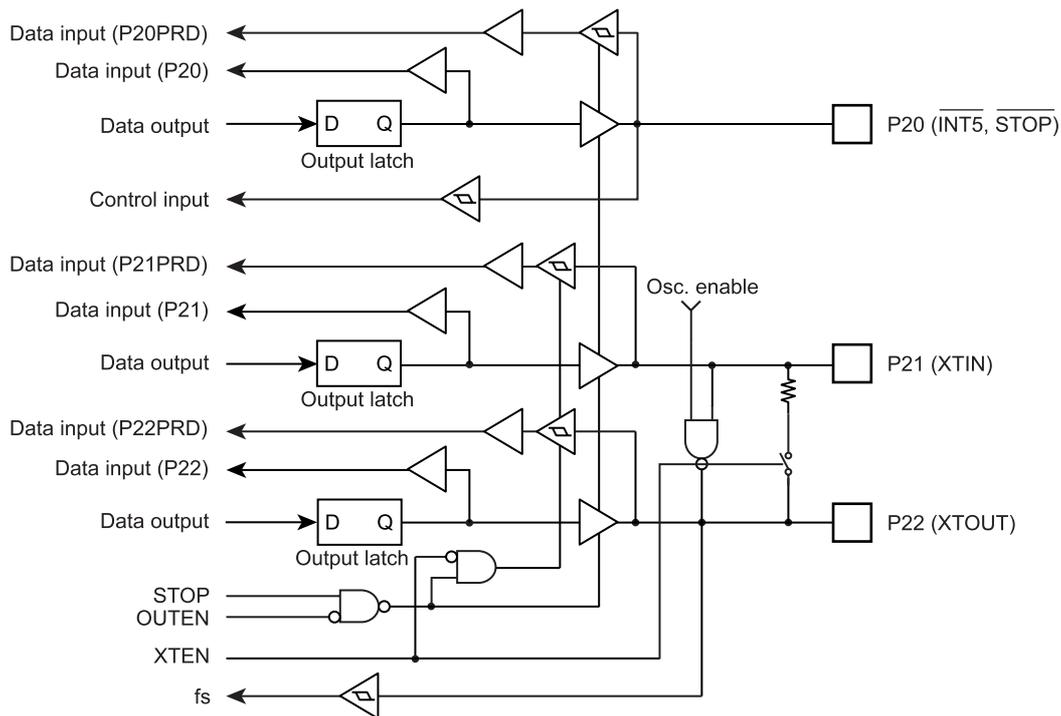 Data input (P20PRD)
Data input (P20)
Data output
D Q
Output latch
P20 (INT5, STOP)
Control input
Data input (P21PRD)
Osc. enable
Data input (P21)
Data output
D Q
Output latch
P21 (XTIN)
Data input (P22PRD)
Data input (P22)
Data output
D Q
Output latch
P22 (XTOUT)
STOP
OUTEN
XTEN
fs